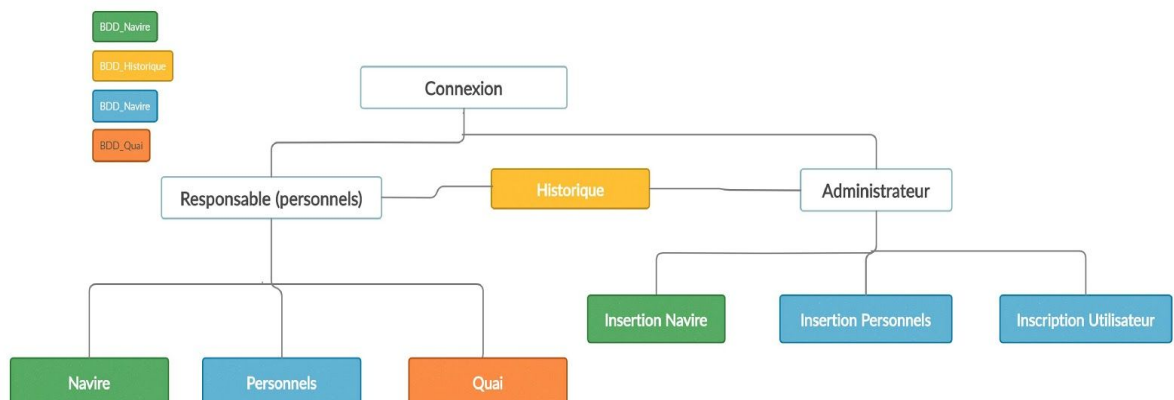 BDD_Navire
BDD_Historique
BDD_Navire
BDD_Quai
Connexion
Responsable (personnels)
Historique
Administrateur
Insertion Navire
Insertion Personnels
Inscription Utilisateur
Navire
Personnels
Quai